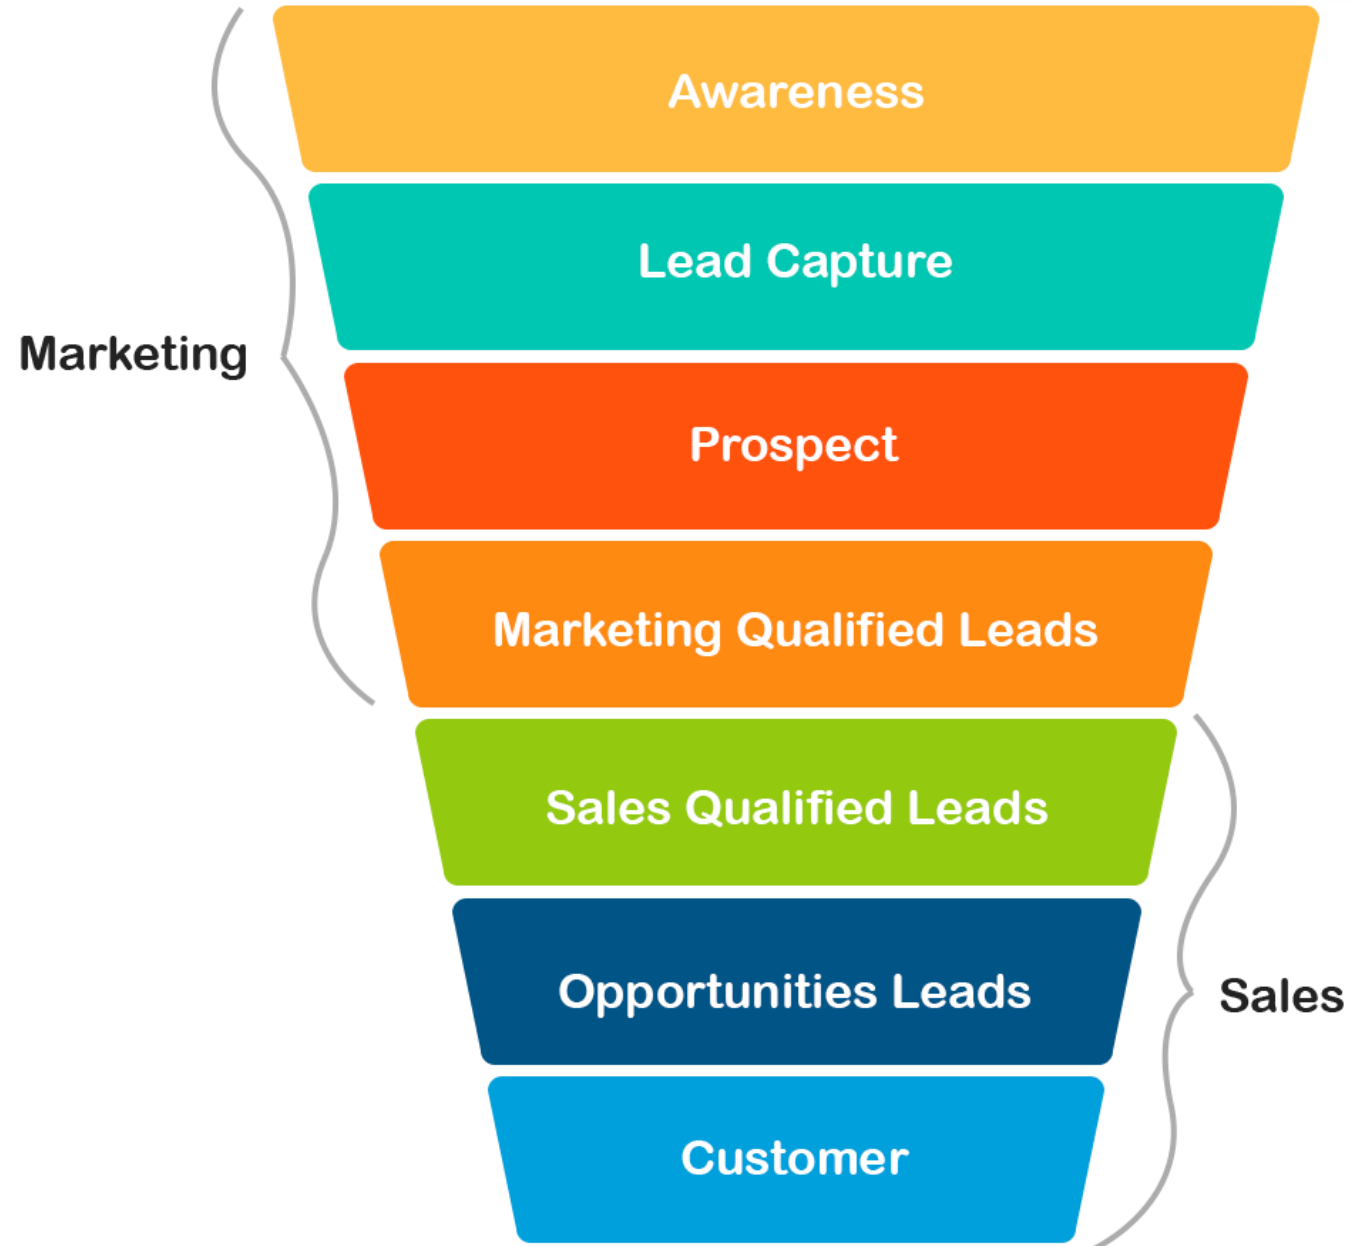 Awareness
Lead Capture
Marketing
Prospect
Marketing Qualified Leads
Sales Qualified Leads
Opportunities Leads
Sales
Customer